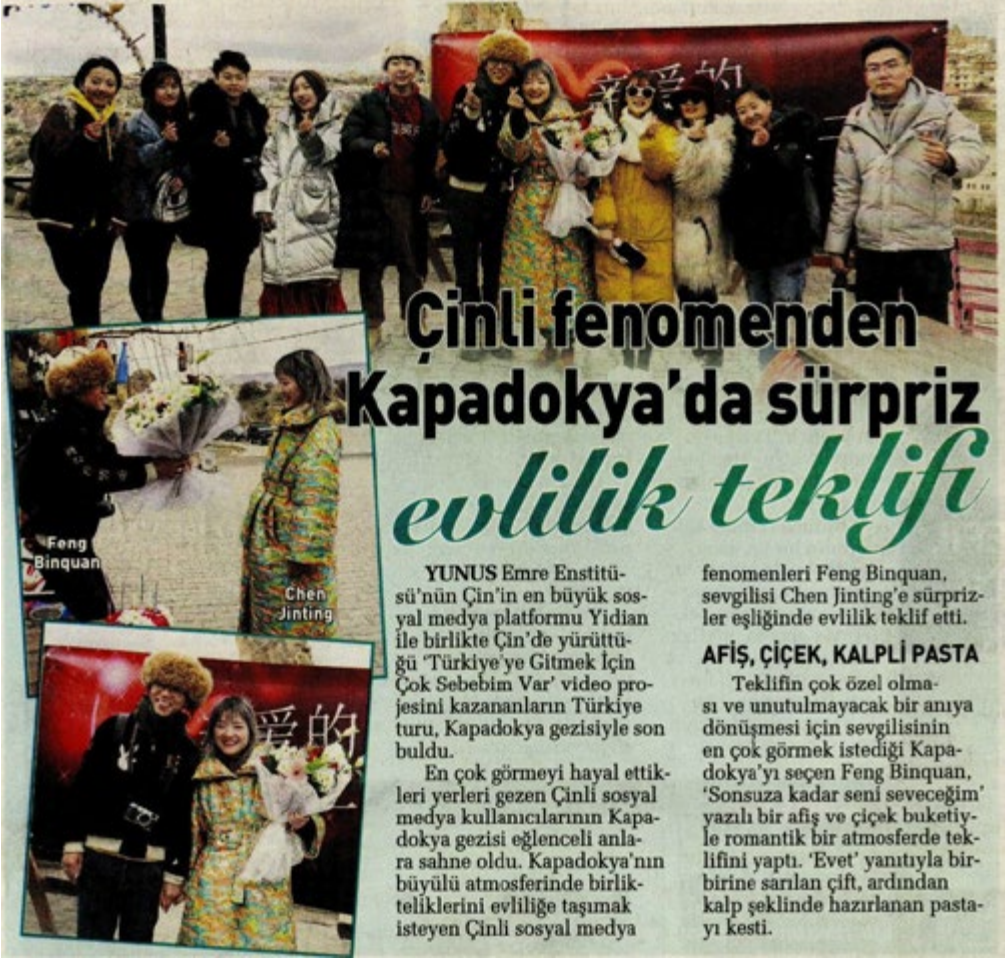 亲爱的
Çinli fenomenden
Kapadokya'da sürpriz
evlilik teklifi
Feng
Binquan
Chen
Jinting
爱的
YUNUS Emre Enstitü-
sü'nün Çin'in en büyük sos-
yal medya platformu Yidian
ile birlikte Çin'de yürüttü-
ğü 'Türkiye'ye Gitmek İçin
Çok Sebebim Var' video pro-
jesini kazananların Türkiye
turu, Kapadokya gezisiyle son
buldu.
En çok görmeyi hayal ettik-
leri yerleri gezen Çinli sosyal
medya kullanıcılarının Kapa-
dokya gezisi eğlenceli anla-
ra sahne oldu. Kapadokya'nın
büyülü atmosferinde birlik-
teliklerini evliliğe taşımak
isteyen Çinli sosyal medya
fenomenleri Feng Binquan,
sevgilisi Chen Jinting'e sürpriz-
ler eşliğinde evlilik teklif etti.
AFİŞ, ÇİÇEK, KALPLİ PASTA
Teklifin çok özel olma-
sı ve unutulmayacak bir anıya
dönüşmesi için sevgilisinin
en çok görmek istediği Kapa-
dokya'yı seçen Feng Binquan,
'Sonsuza kadar seni seveceğim'
yazılı bir afiş ve çiçek buketiy-
le romantik bir atmosferde tek-
lifini yaptı. 'Evet' yanıtıyla bir-
birine sarılan çift, ardından
kalp şeklinde hazırlanan pasta-
yı kesti.